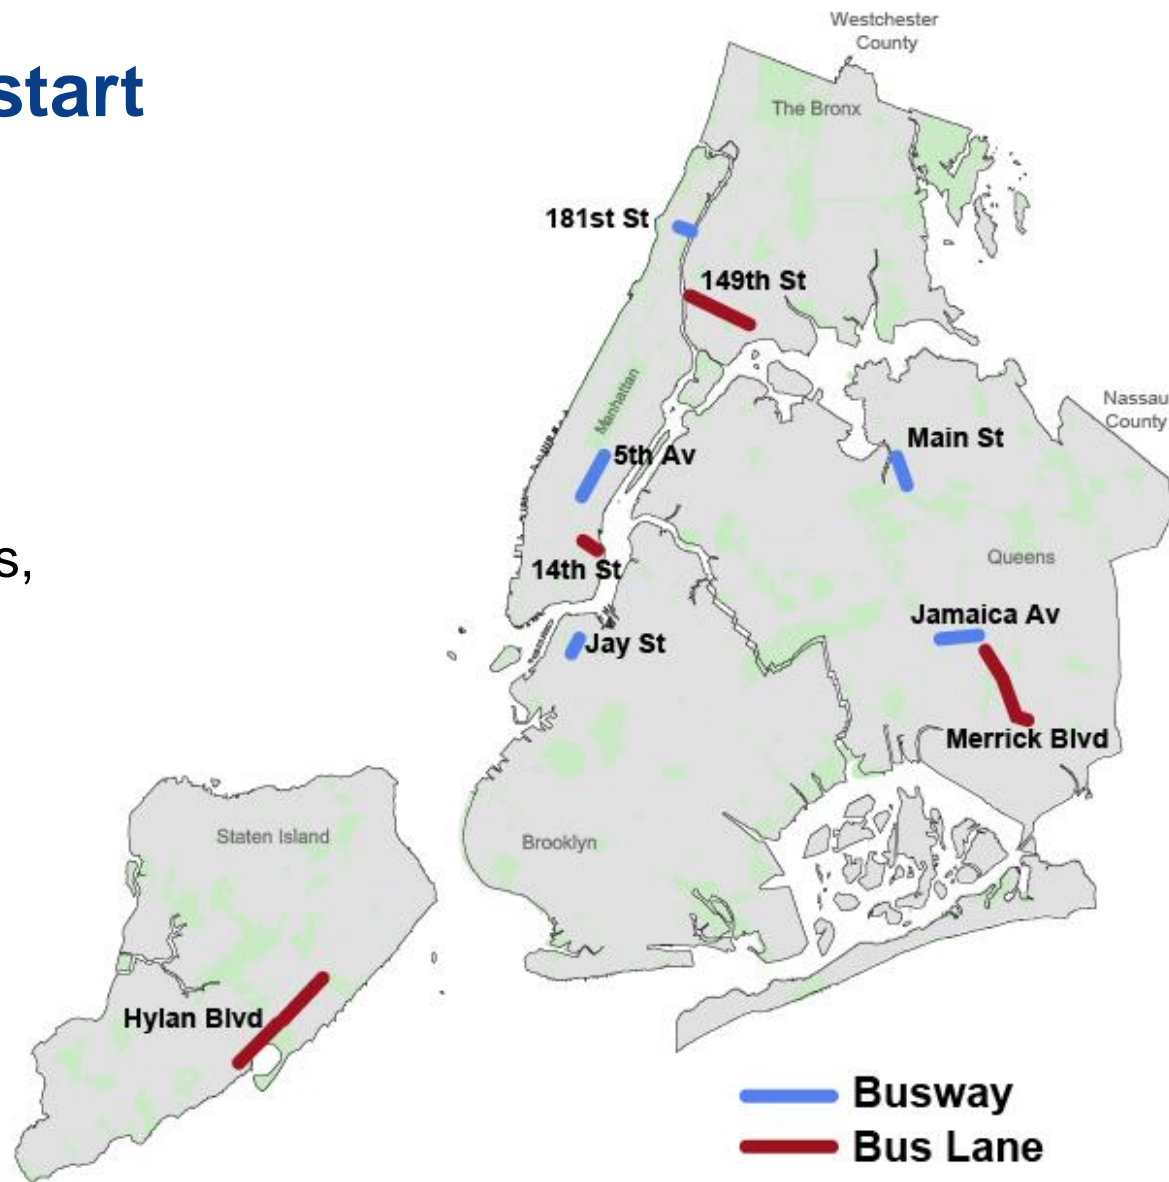 start
s,
Westchester
County
The Bronx
181st St
149th St
Manhattan
Nassau
County
Main St
5th Av
14th St
Queens
Jamaica Av
Jay St
Merrick Blvd
Staten Island
Brooklyn
Hylan Blvd
Busway
Bus Lane